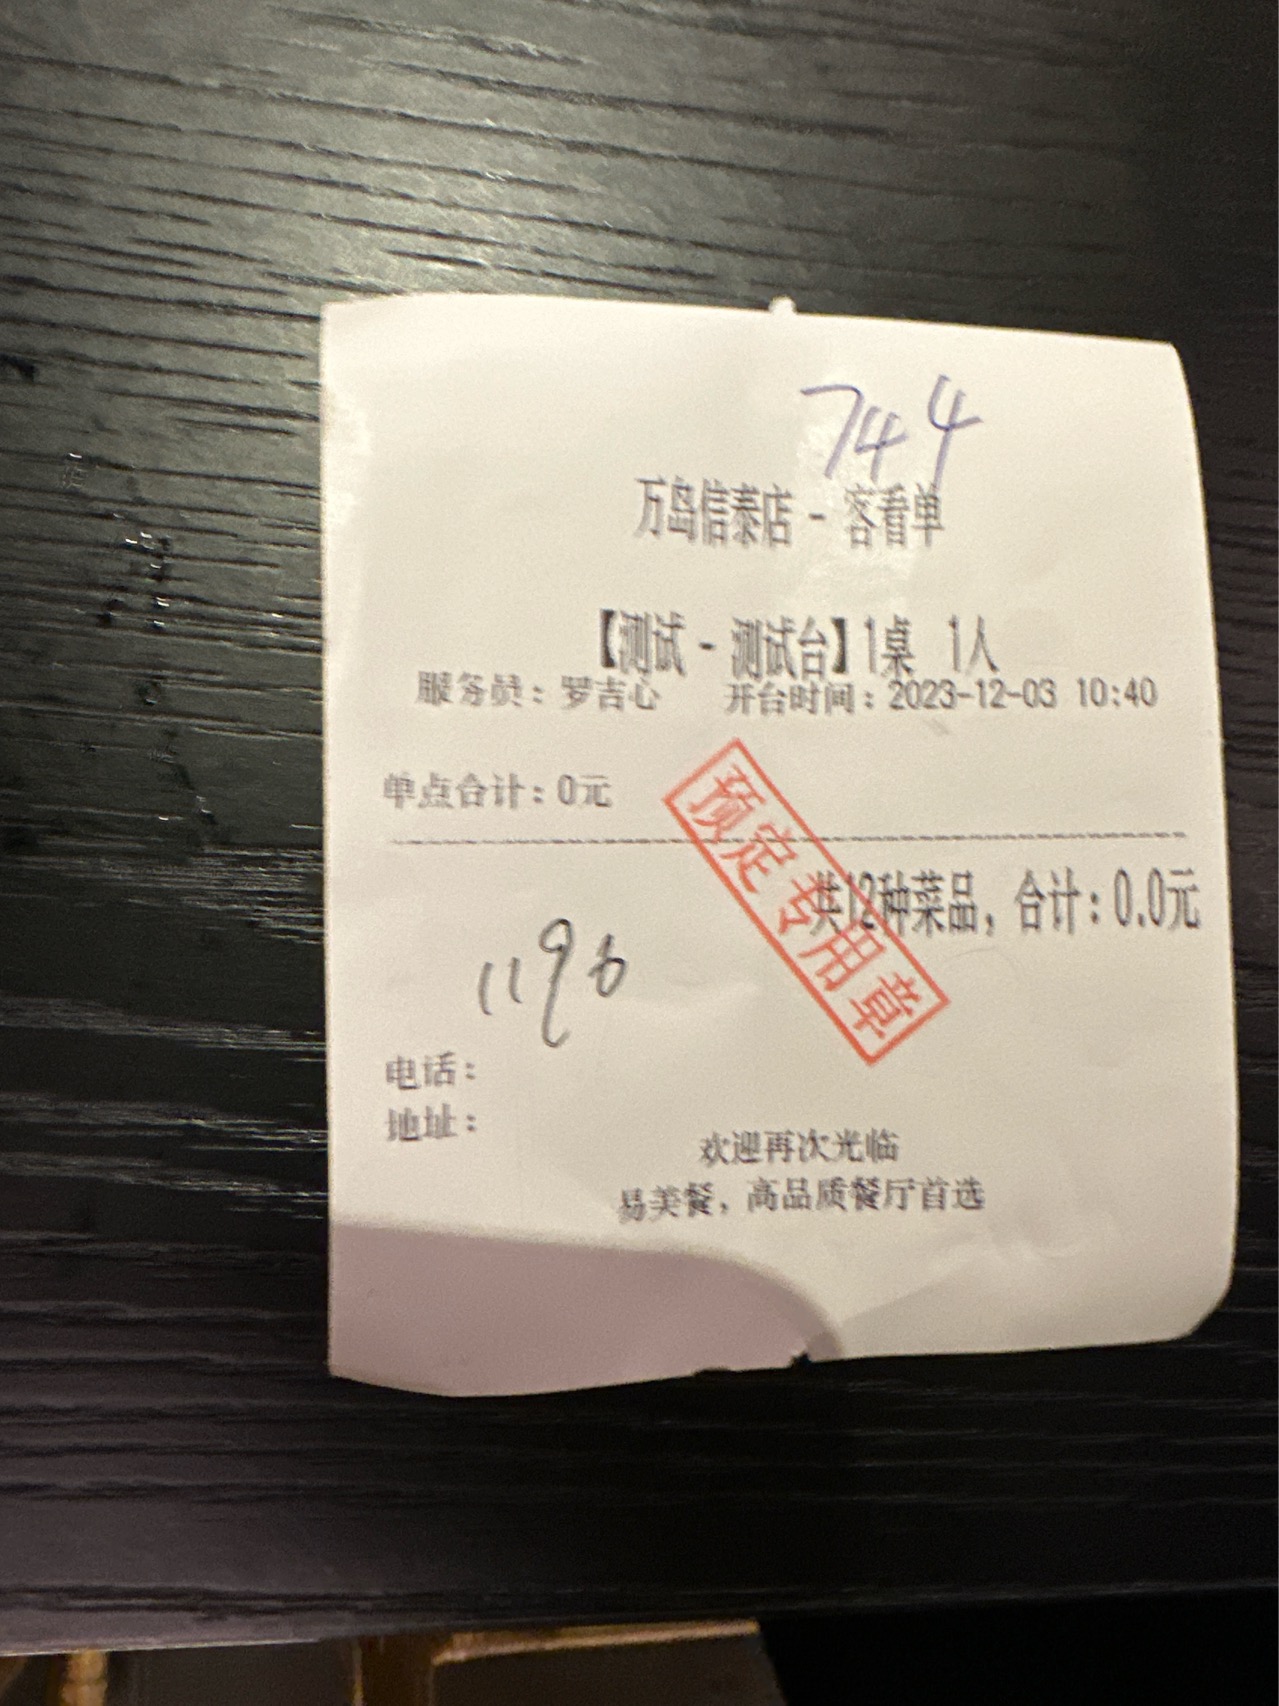 744
万岛信泰店 - 客看单
【测试 - 测试台】1桌 1人
服务员：罗吉心 开台时间：2023-12-03 10:40
单点合计：0元
预定专用章
共12种菜品，合计：0.0元
1196
电话：
地址：
欢迎再次光临
易美餐，高品质餐厅首选